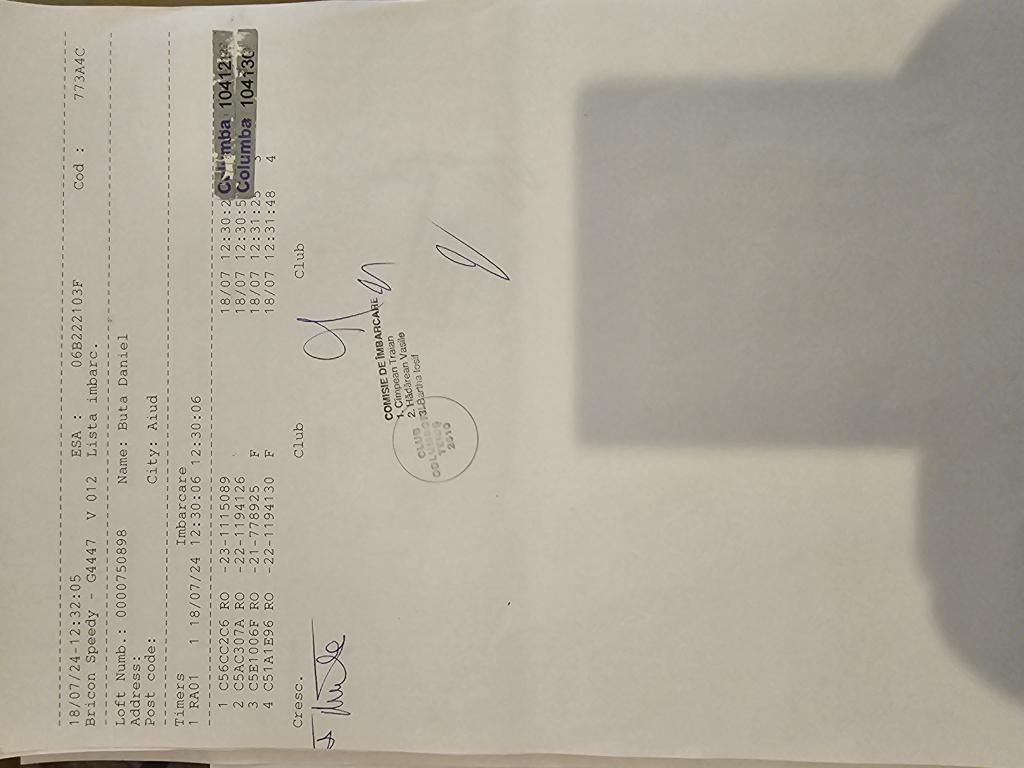 18/07/24-12:32:05 ESA : 06B222103F Cod : 773A4C
Bricon Speedy - G4447 V 012 Lista imbarc.
Loft Numb.: 0000750898 Name: Buta Daniel
Address:
Post code: City: Aud
Timers Imbarcare
1 RA01 1 18/07/24 12:30:06 12:30:06
1 C56CC2C6 RO -23-1115089 18/07 12:30:2
2 C5AC307A RO -22-1194126 18/07 12:30:5
3 C5E1006F RO -21-778925 F 18/07 12:31:25 3
4 C51A1E96 RO -22-1194130 F 18/07 12:31:48 4
Columba 10412
Columba 104130
Cresc. Club Club
COMISIE DE ÎMBARCARE
1. Cîmpean Traian
2. Hădărean Vasile
3. Bartha Iosif
CLUB
2010